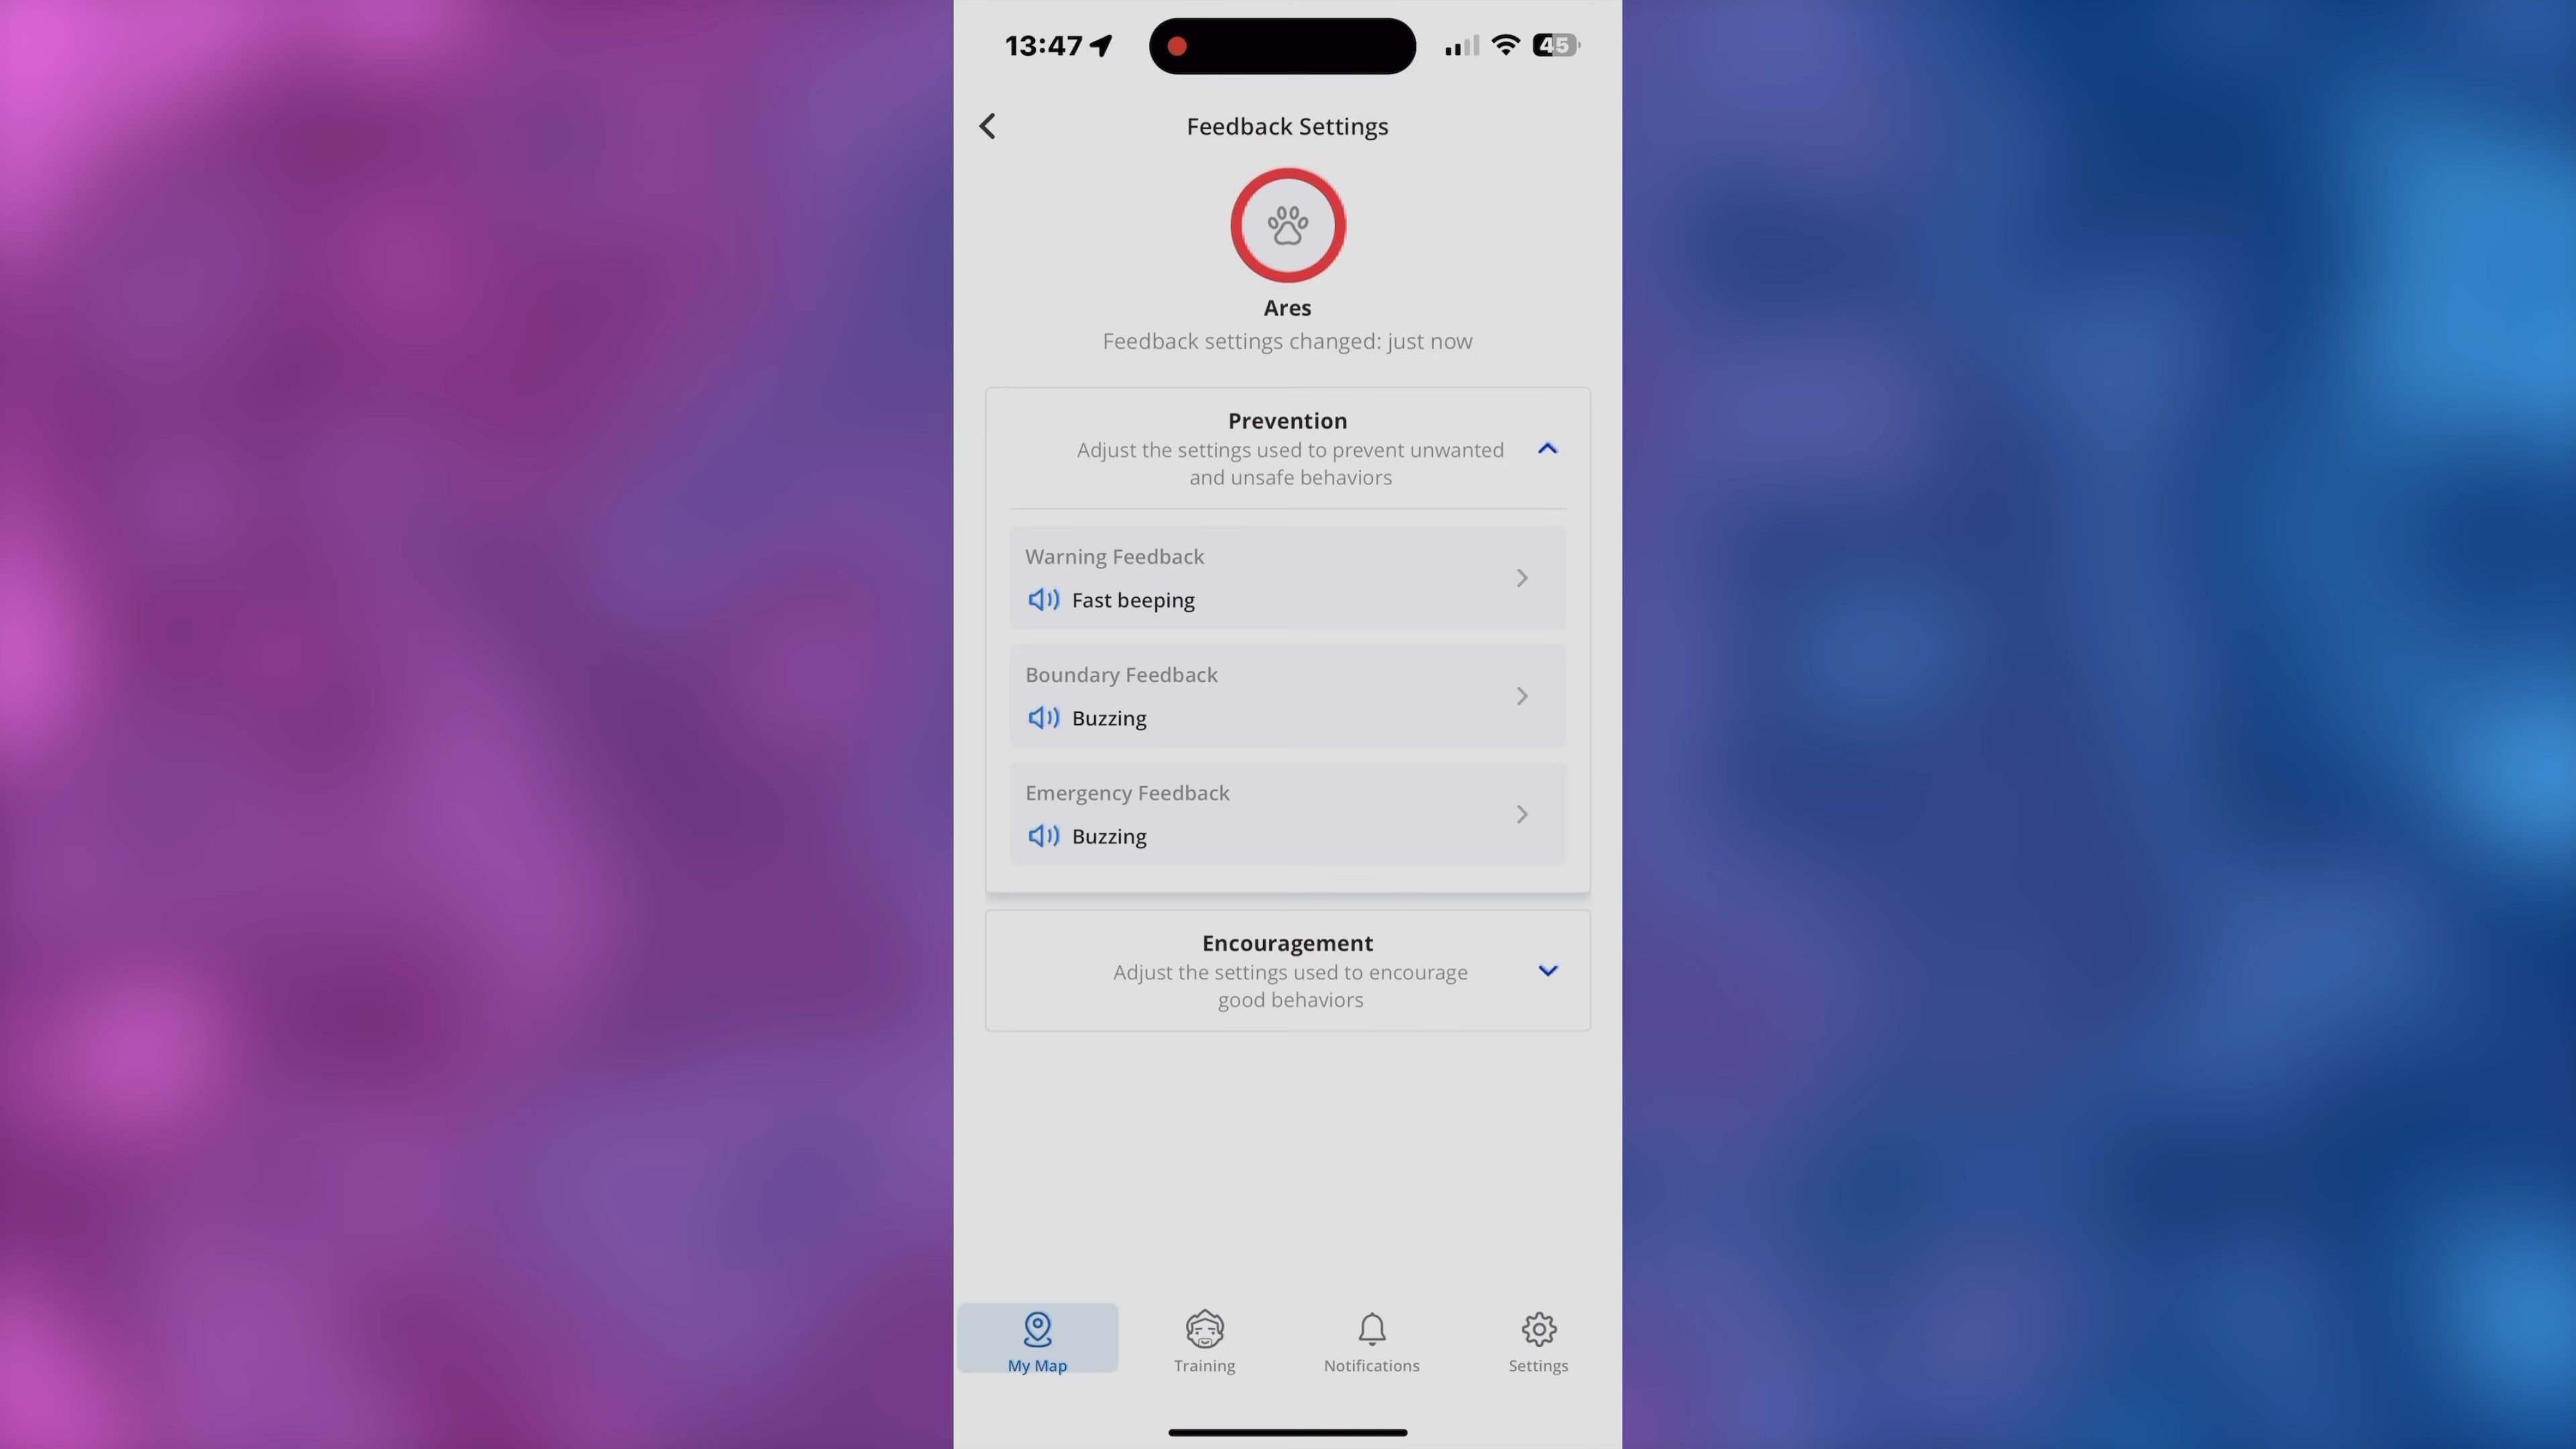 13:47
45
Feedback Settings
Ares
Feedback settings changed: just now
Prevention
Adjust the settings used to prevent unwanted
and unsafe behaviors
Warning Feedback
Fast beeping
Boundary Feedback
Buzzing
Emergency Feedback
Buzzing
Encouragement
Adjust the settings used to encourage
good behaviors
My Map
Training
Notifications
Settings